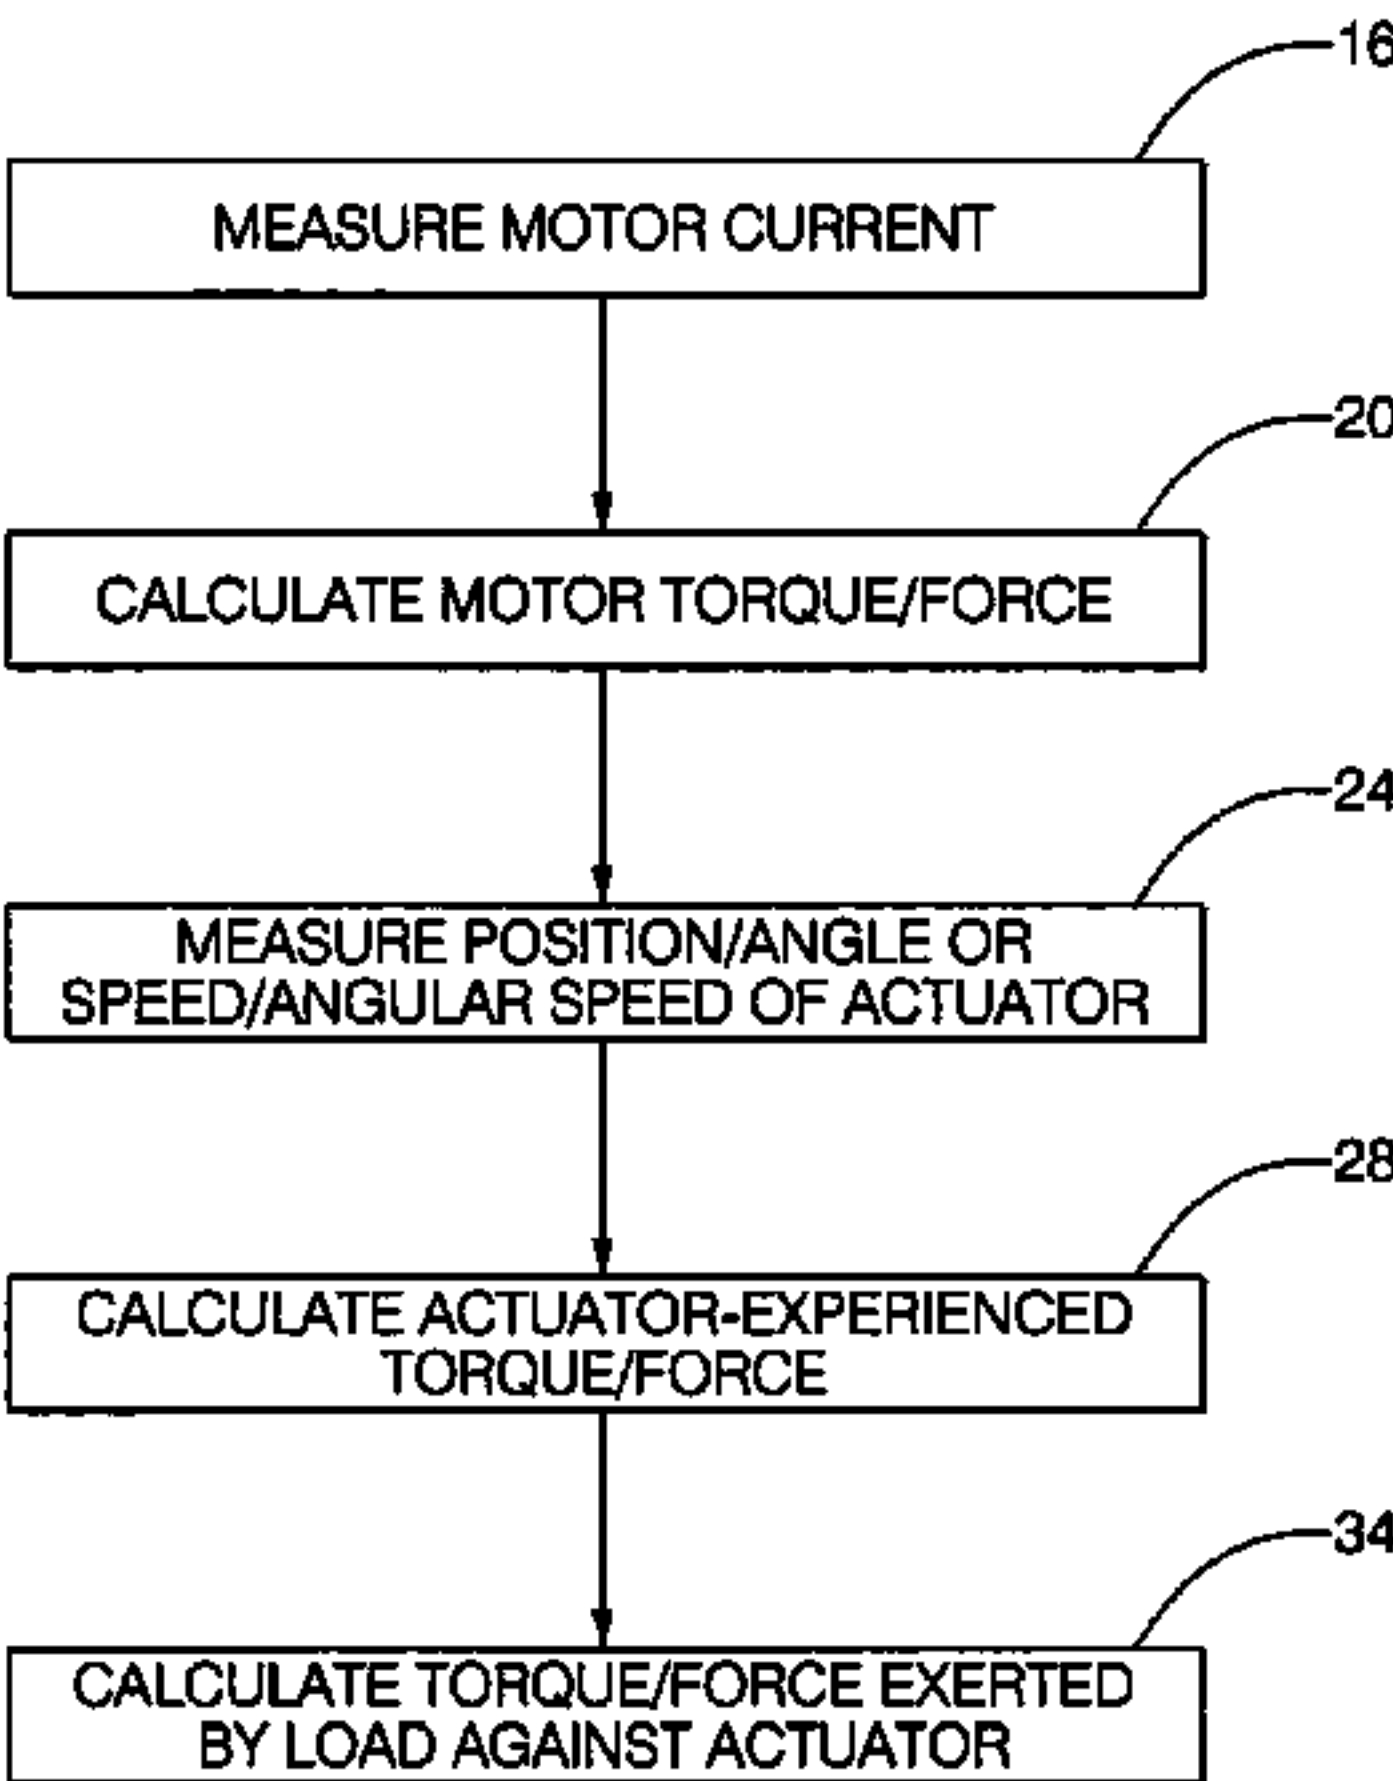 16
MEASURE MOTOR CURRENT
20
CALCULATE MOTOR TORQUE/FORCE
24
MEASURE POSITION/ANGLE OR
SPEED/ANGULAR SPEED OF ACTUATOR
28
CALCULATE ACTUATOR-EXPERIENCED
TORQUE/FORCE
34
CALCULATE TORQUE/FORCE EXERTED
BY LOAD AGAINST ACTUATOR